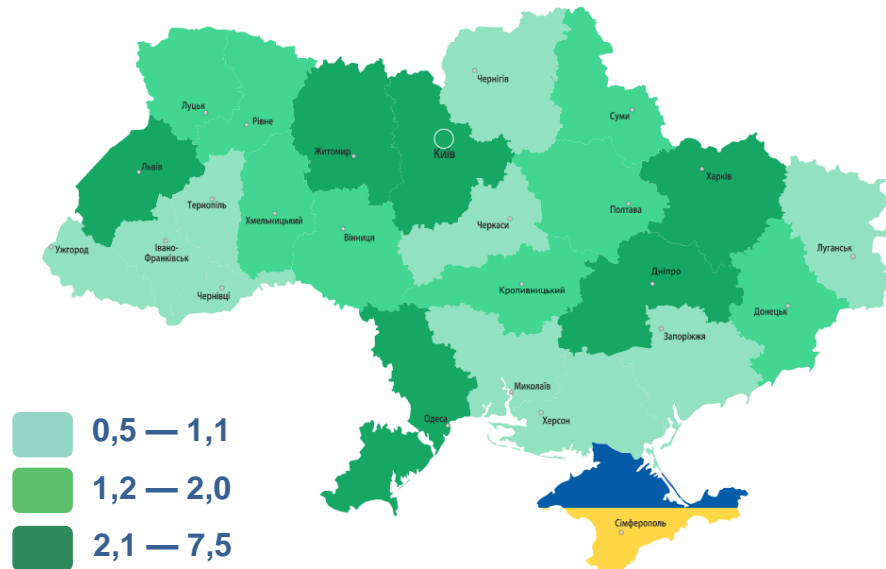 Чернігів
Луцьк
Рівне
Суми
Житомир
Київ
Львів
Харків
Тернопіль
Хмельницький
Вінниця
Черкаси
Полтава
Ужгород
Івано-
Франківськ
Луганськ
Чернівці
Кропивницький
Дніпро
Донецьк
Запоріжжя
Миколаїв
Одеса
Херсон
Сімферополь
0,5 — 1,1
1,2 — 2,0
2,1 — 7,5